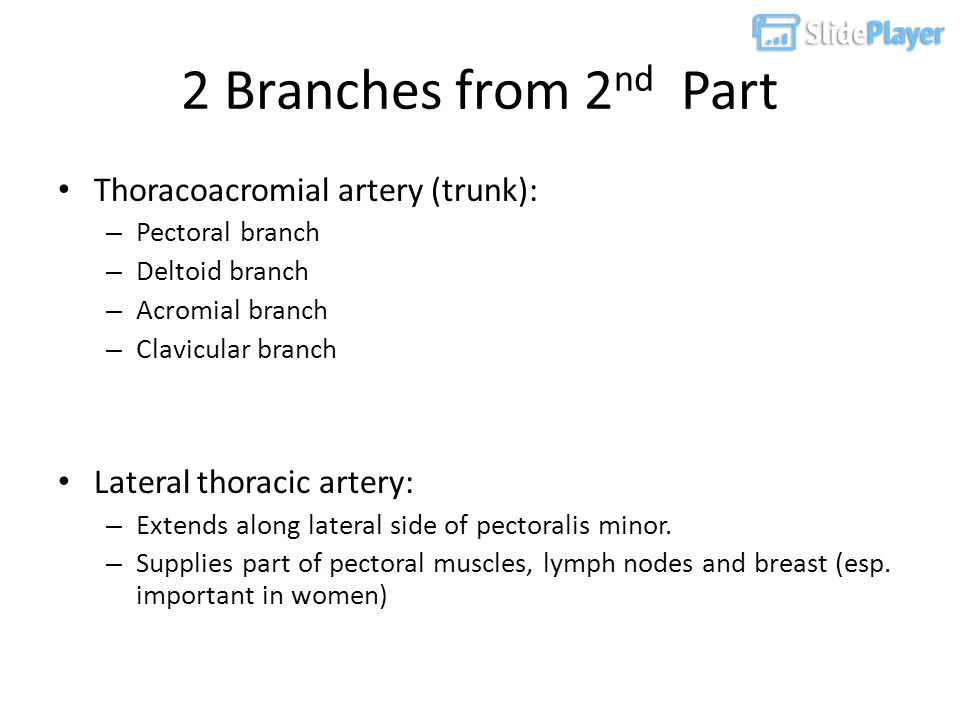 SlidePlayer
2 Branches from 2nd Part
• Thoracoacromial artery (trunk):
– Pectoral branch
– Deltoid branch
– Acromial branch
– Clavicular branch
• Lateral thoracic artery:
– Extends along lateral side of pectoralis minor.
– Supplies part of pectoral muscles, lymph nodes and breast (esp.
important in women)